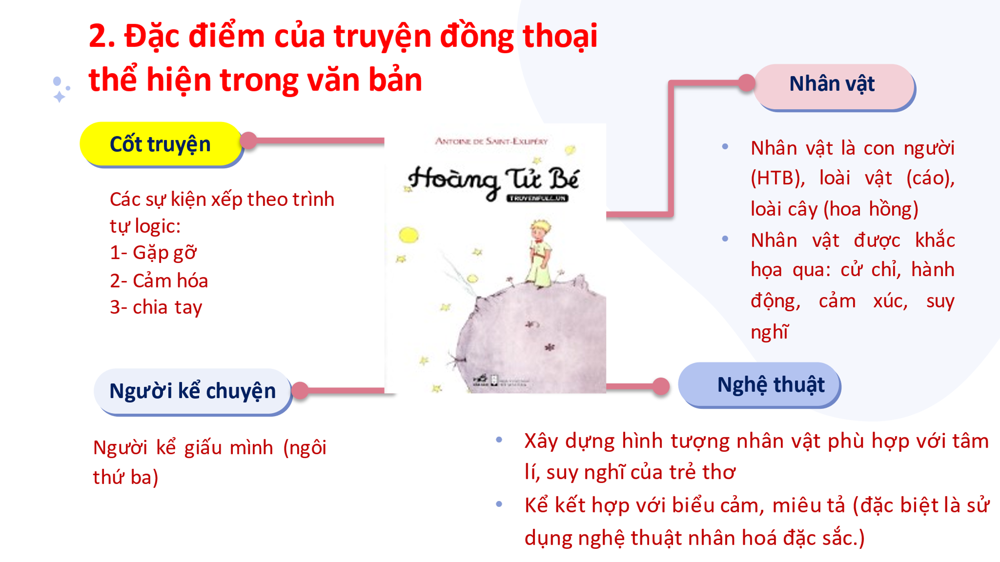 2. Đặc điểm của truyện đồng thoại
thể hiện trong văn bản
Cốt truyện
Các sự kiện xếp theo trình
tự logic:
1- Gặp gỡ
2- Cảm hóa
3- chia tay
Người kể chuyện
Người kể giấu mình (ngôi
thứ ba)
ANTOINE DE SAINT-EXUPÉRY
Hoàng Tử Bé
TRUYENFULL.VN
Nhân vật
• Nhân vật là con người
(HTB), loài vật (cáo),
loài cây (hoa hồng)
• Nhân vật được khắc
họa qua: cử chỉ, hành
động, cảm xúc, suy
nghĩ
Nghệ thuật
• Xây dựng hình tượng nhân vật phù hợp với tâm
lí, suy nghĩ của trẻ thơ
• Kể kết hợp với biểu cảm, miêu tả (đặc biệt là sử
dụng nghệ thuật nhân hoá đặc sắc.)